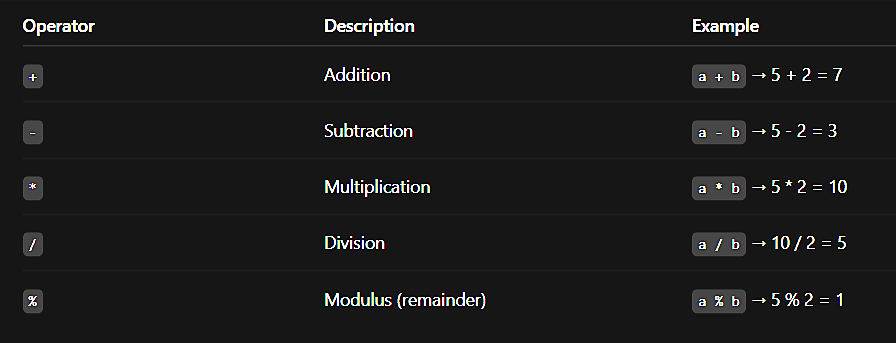 Operator Description Example
+ Addition a + b → 5 + 2 = 7
- Subtraction a - b → 5 - 2 = 3
* Multiplication a * b → 5 * 2 = 10
/ Division a / b → 10 / 2 = 5
% Modulus (remainder) a % b → 5 % 2 = 1